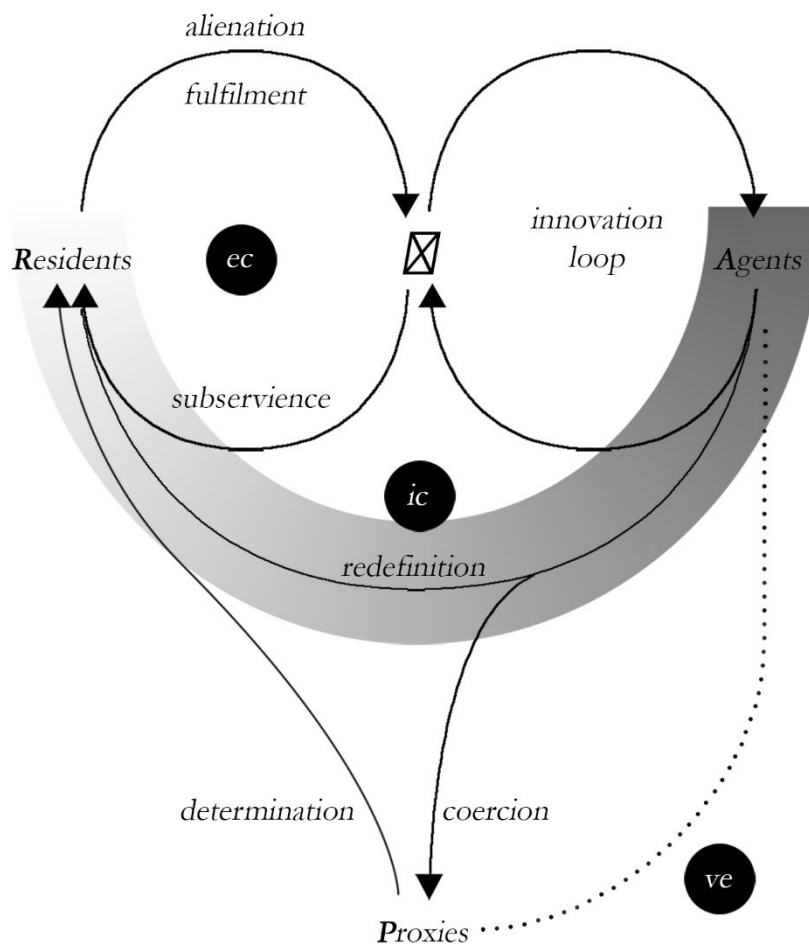 alienation
fulfilment
innovation
loop
Residents
ec
Agents
subservience
ic
redefinition
determination
coercion
ve
Proxies